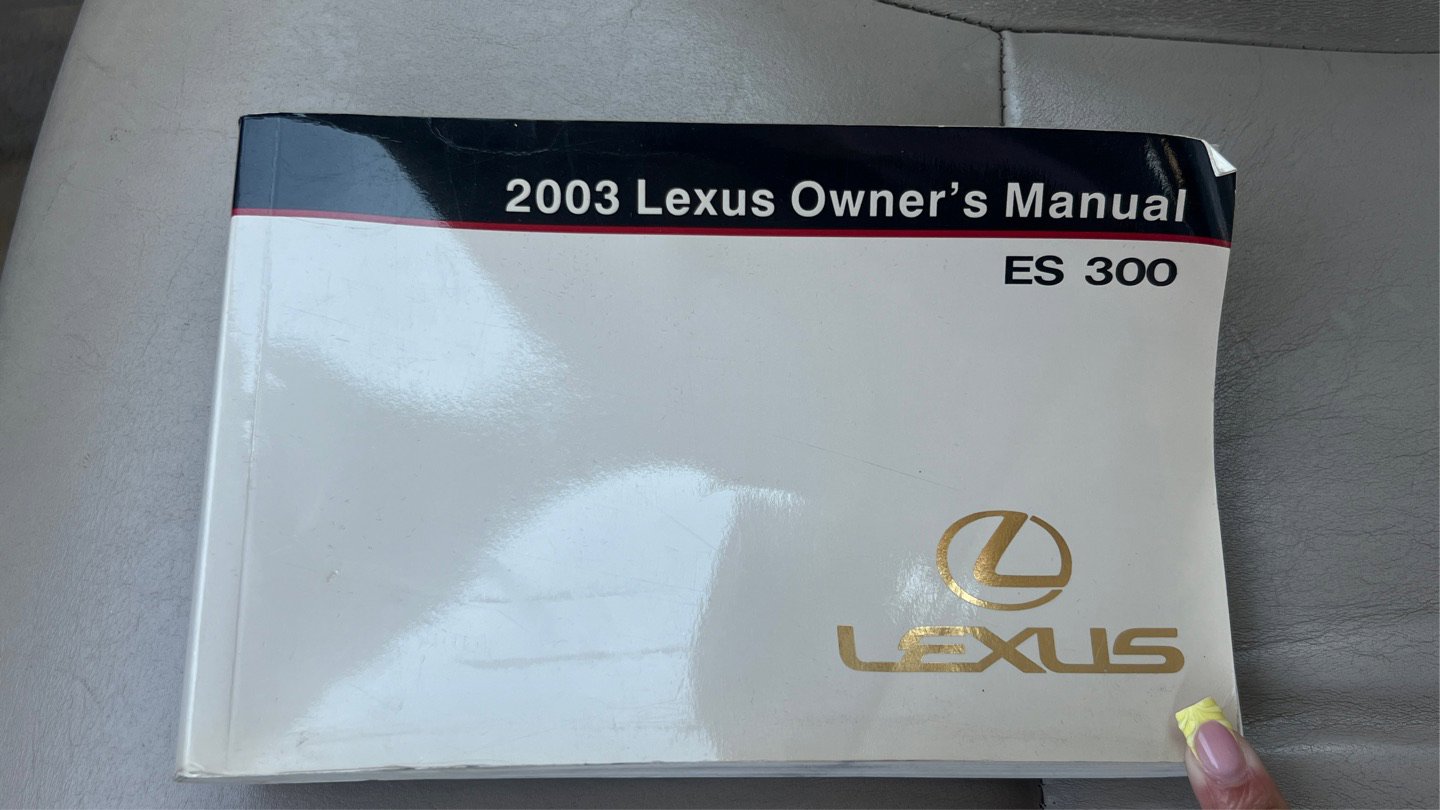 2003 Lexus Owner's Manual
ES 300
LEXUS